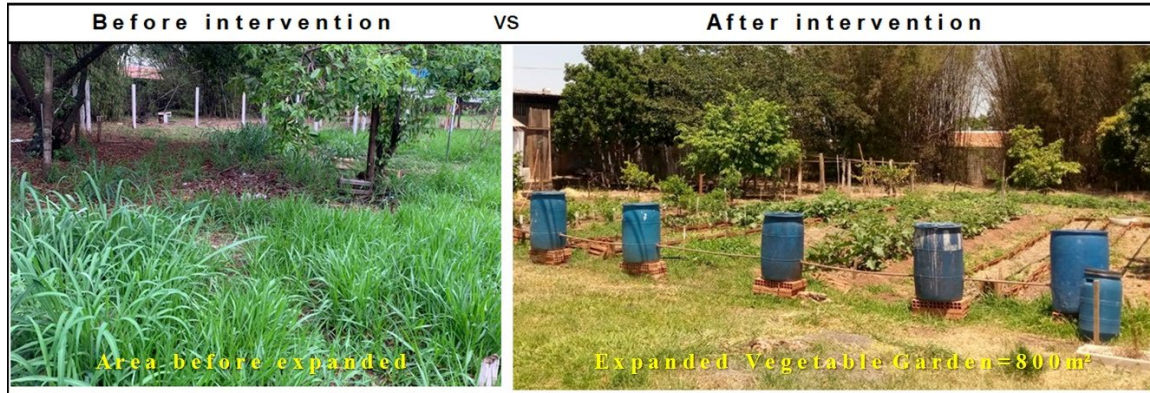 Before intervention vs After intervention
Area before expanded
Expanded Vegetable Garden=800m²